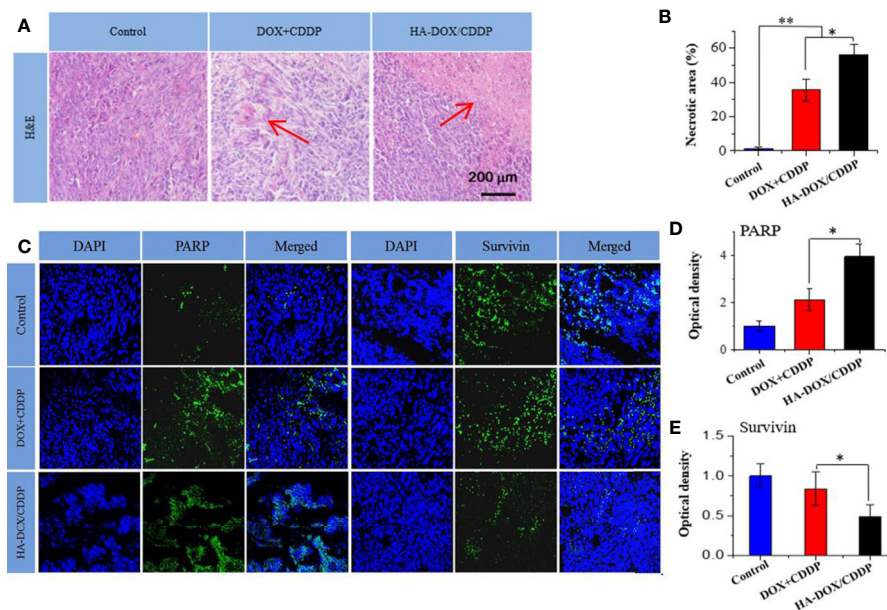 A
Control
DOX+CDDP
HA-DOX/CDDP
H&E
200 μm
B
Necrotic area (%)
60
40
20
0
**
*
Control
DOX+CDDP
HA-DOX/CDDP
C
DAPI
PARP
Merged
DAPI
Survivin
Merged
Control
DOX+CDDP
HA-DCX/CDDP
D
PARP
Optical density
4
2
0
*
Control
DOX+CDDP
HA-DOX/CDDP
E
Survivin
Optical density
1.5
1.0
0.5
0.0
*
Control
DOX+CDDP
HA-DOX/CDDP